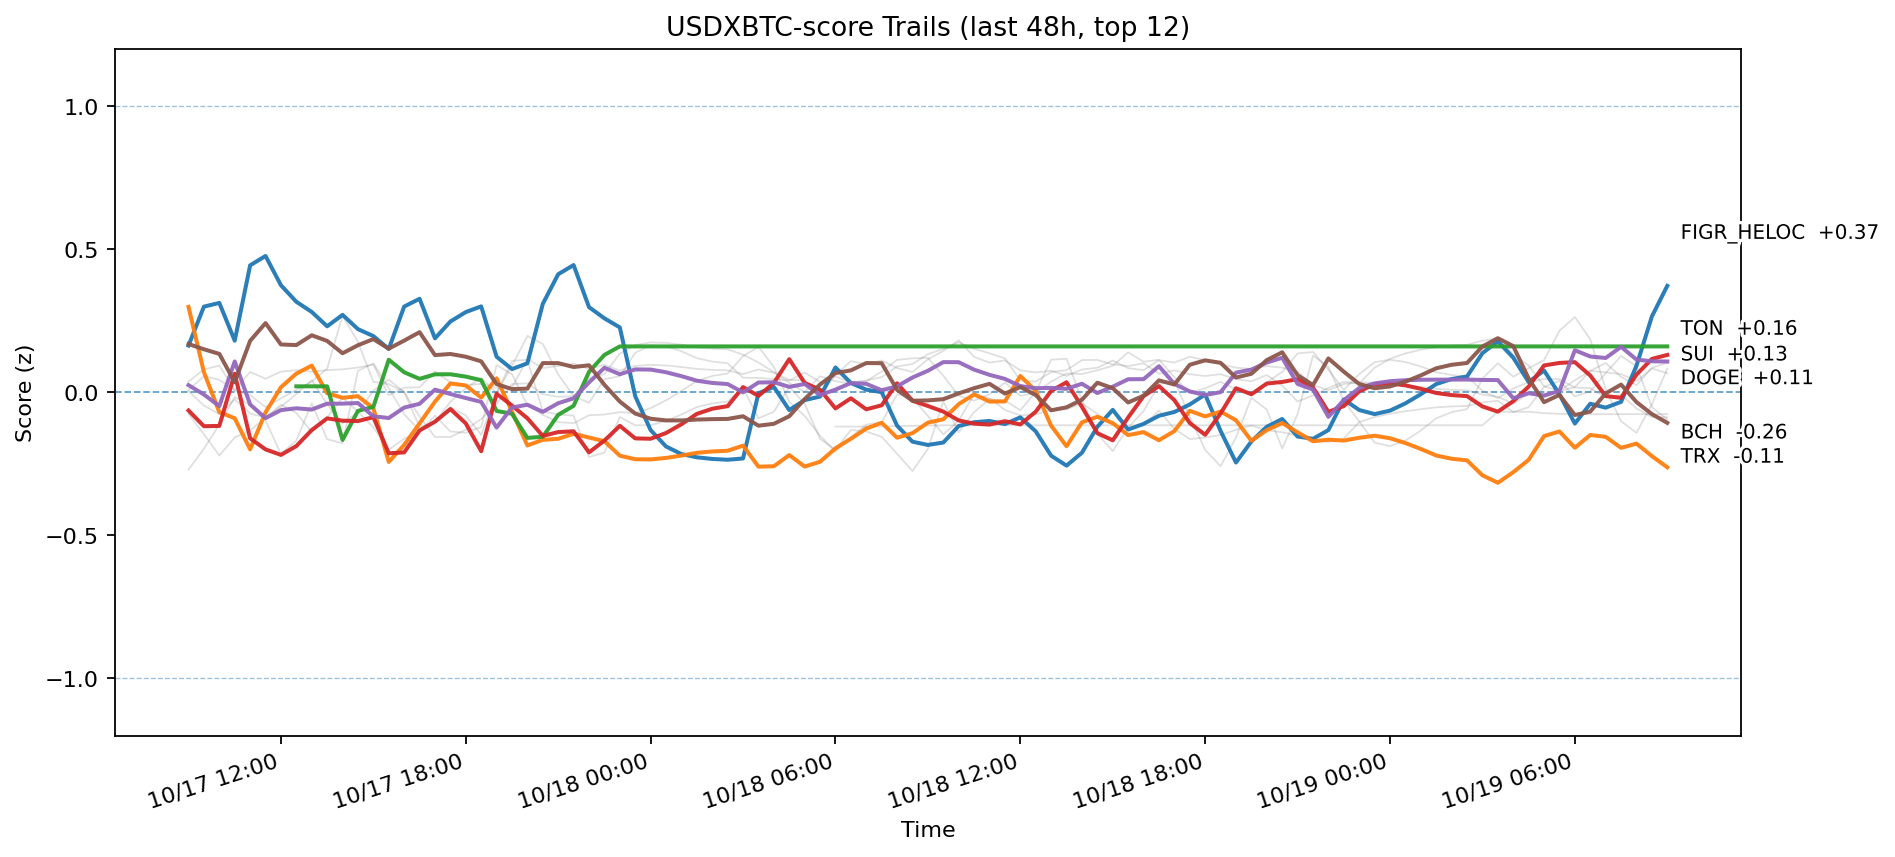 USDXBTC-score Trails (last 48h, top 12)
Score (z)
1.0
0.5
0.0
−0.5
−1.0
FIGR_HELOC +0.37
TON +0.16
SUI +0.13
DOGE +0.11
BCH -0.26
TRX -0.11
10/17 12:00
10/17 18:00
10/18 00:00
10/18 06:00
10/18 12:00
10/18 18:00
10/19 00:00
10/19 06:00
Time